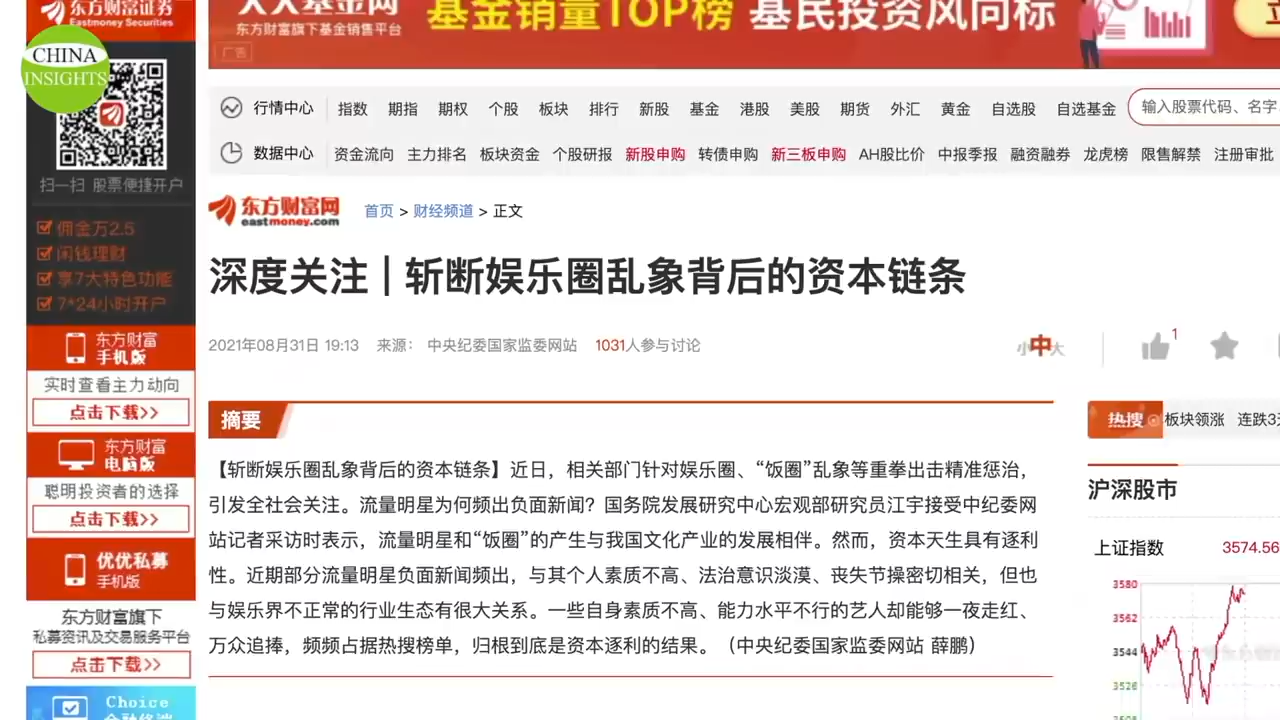 东方财富证券
Eastmoney Securities
CHINA
INSIGHTS
扫一扫 股票便捷开户
佣金万2.5
闲钱理财
享7大特色功能
7*24小时开户
东方财富
手机版
实时查看主力动向
点击下载>>
东方财富
电脑版
聪明投资者的选择
点击下载>>
优优私募
手机版
东方财富旗下
私募资讯及交易服务平台
点击下载>>
Choice
天天基金网
东方财富旗下基金销售平台
基金销量TOP榜 基民投资风向标
广告
行情中心 指数 期指 期权 个股 板块 排行 新股 基金 港股 美股 期货 外汇 黄金 自选股 自选基金
输入股票代码、名字
数据中心 资金流向 主力排名 板块资金 个股研报 新股申购 转债申购 新三板申购 AH股比价 中报季报 融资融券 龙虎榜 限售解禁 注册审批
东方财富网
eastmoney.com
首页 > 财经频道 > 正文
深度关注 | 斩断娱乐圈乱象背后的资本链条
2021年08月31日 19:13 来源： 中央纪委国家监委网站 1031人参与讨论
小中大
1
摘要
【斩断娱乐圈乱象背后的资本链条】近日，相关部门针对娱乐圈、“饭圈”乱象等重拳出击精准惩治，
引发全社会关注。流量明星为何频出负面新闻？国务院发展研究中心宏观部研究员江宇接受中纪委网
站记者采访时表示，流量明星和“饭圈”的产生与我国文化产业的发展相伴。然而，资本天生具有逐利
性。近期部分流量明星负面新闻频出，与其个人素质不高、法治意识淡漠、丧失节操密切相关，但也
与娱乐界不正常的行业生态有很大关系。一些自身素质不高、能力水平不行的艺人却能够一夜走红、
万众追捧，频频占据热搜榜单，归根到底是资本逐利的结果。（中央纪委国家监委网站 薛鹏）
热搜 板块领涨 连跌3
沪深股市
上证指数 3574.56
3580
3562
3544
3526